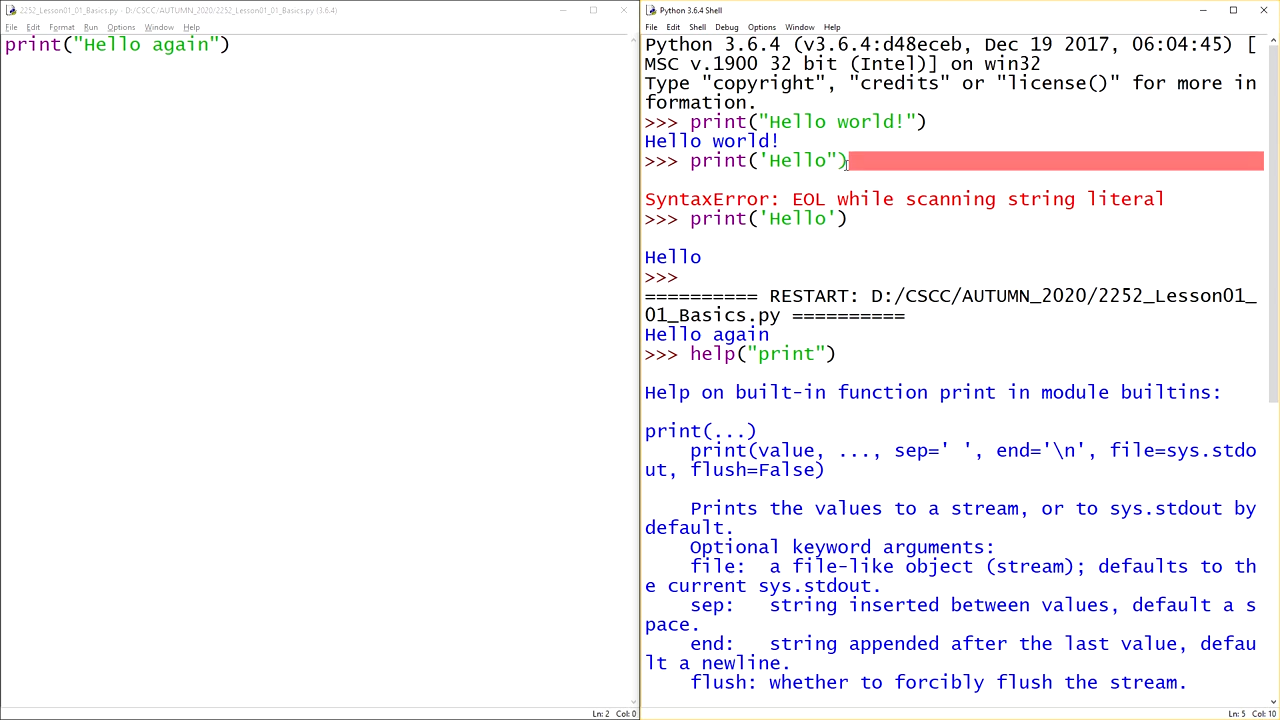 2252_Lesson01_01_Basics.py - D:/CSCC/AUTUMN_2020/2252_Lesson01_01_Basics.py (3.6.4)
File Edit Format Run Options Window Help
print("Hello again")
Ln: 2 Col: 0
Python 3.6.4 Shell
File Edit Shell Debug Options Window Help
Python 3.6.4 (v3.6.4:d48eceb, Dec 19 2017, 06:04:45) [
MSC v.1900 32 bit (Intel)] on win32
Type "copyright", "credits" or "license()" for more in
formation.
>>> print("Hello world!")
Hello world!
>>> print('Hello")
SyntaxError: EOL while scanning string literal
>>> print('Hello')
Hello
>>>
========== RESTART: D:/CSCC/AUTUMN_2020/2252_Lesson01_
01_Basics.py ==========
Hello again
>>> help("print")
Help on built-in function print in module builtins:
print(...)
print(value, ..., sep=' ', end='\n', file=sys.stdo
ut, flush=False)
Prints the values to a stream, or to sys.stdout by
default.
Optional keyword arguments:
file:  a file-like object (stream); defaults to th
e current sys.stdout.
sep:   string inserted between values, default a s
pace.
end:   string appended after the last value, defau
lt a newline.
flush: whether to forcibly flush the stream.
Ln: 5 Col: 10